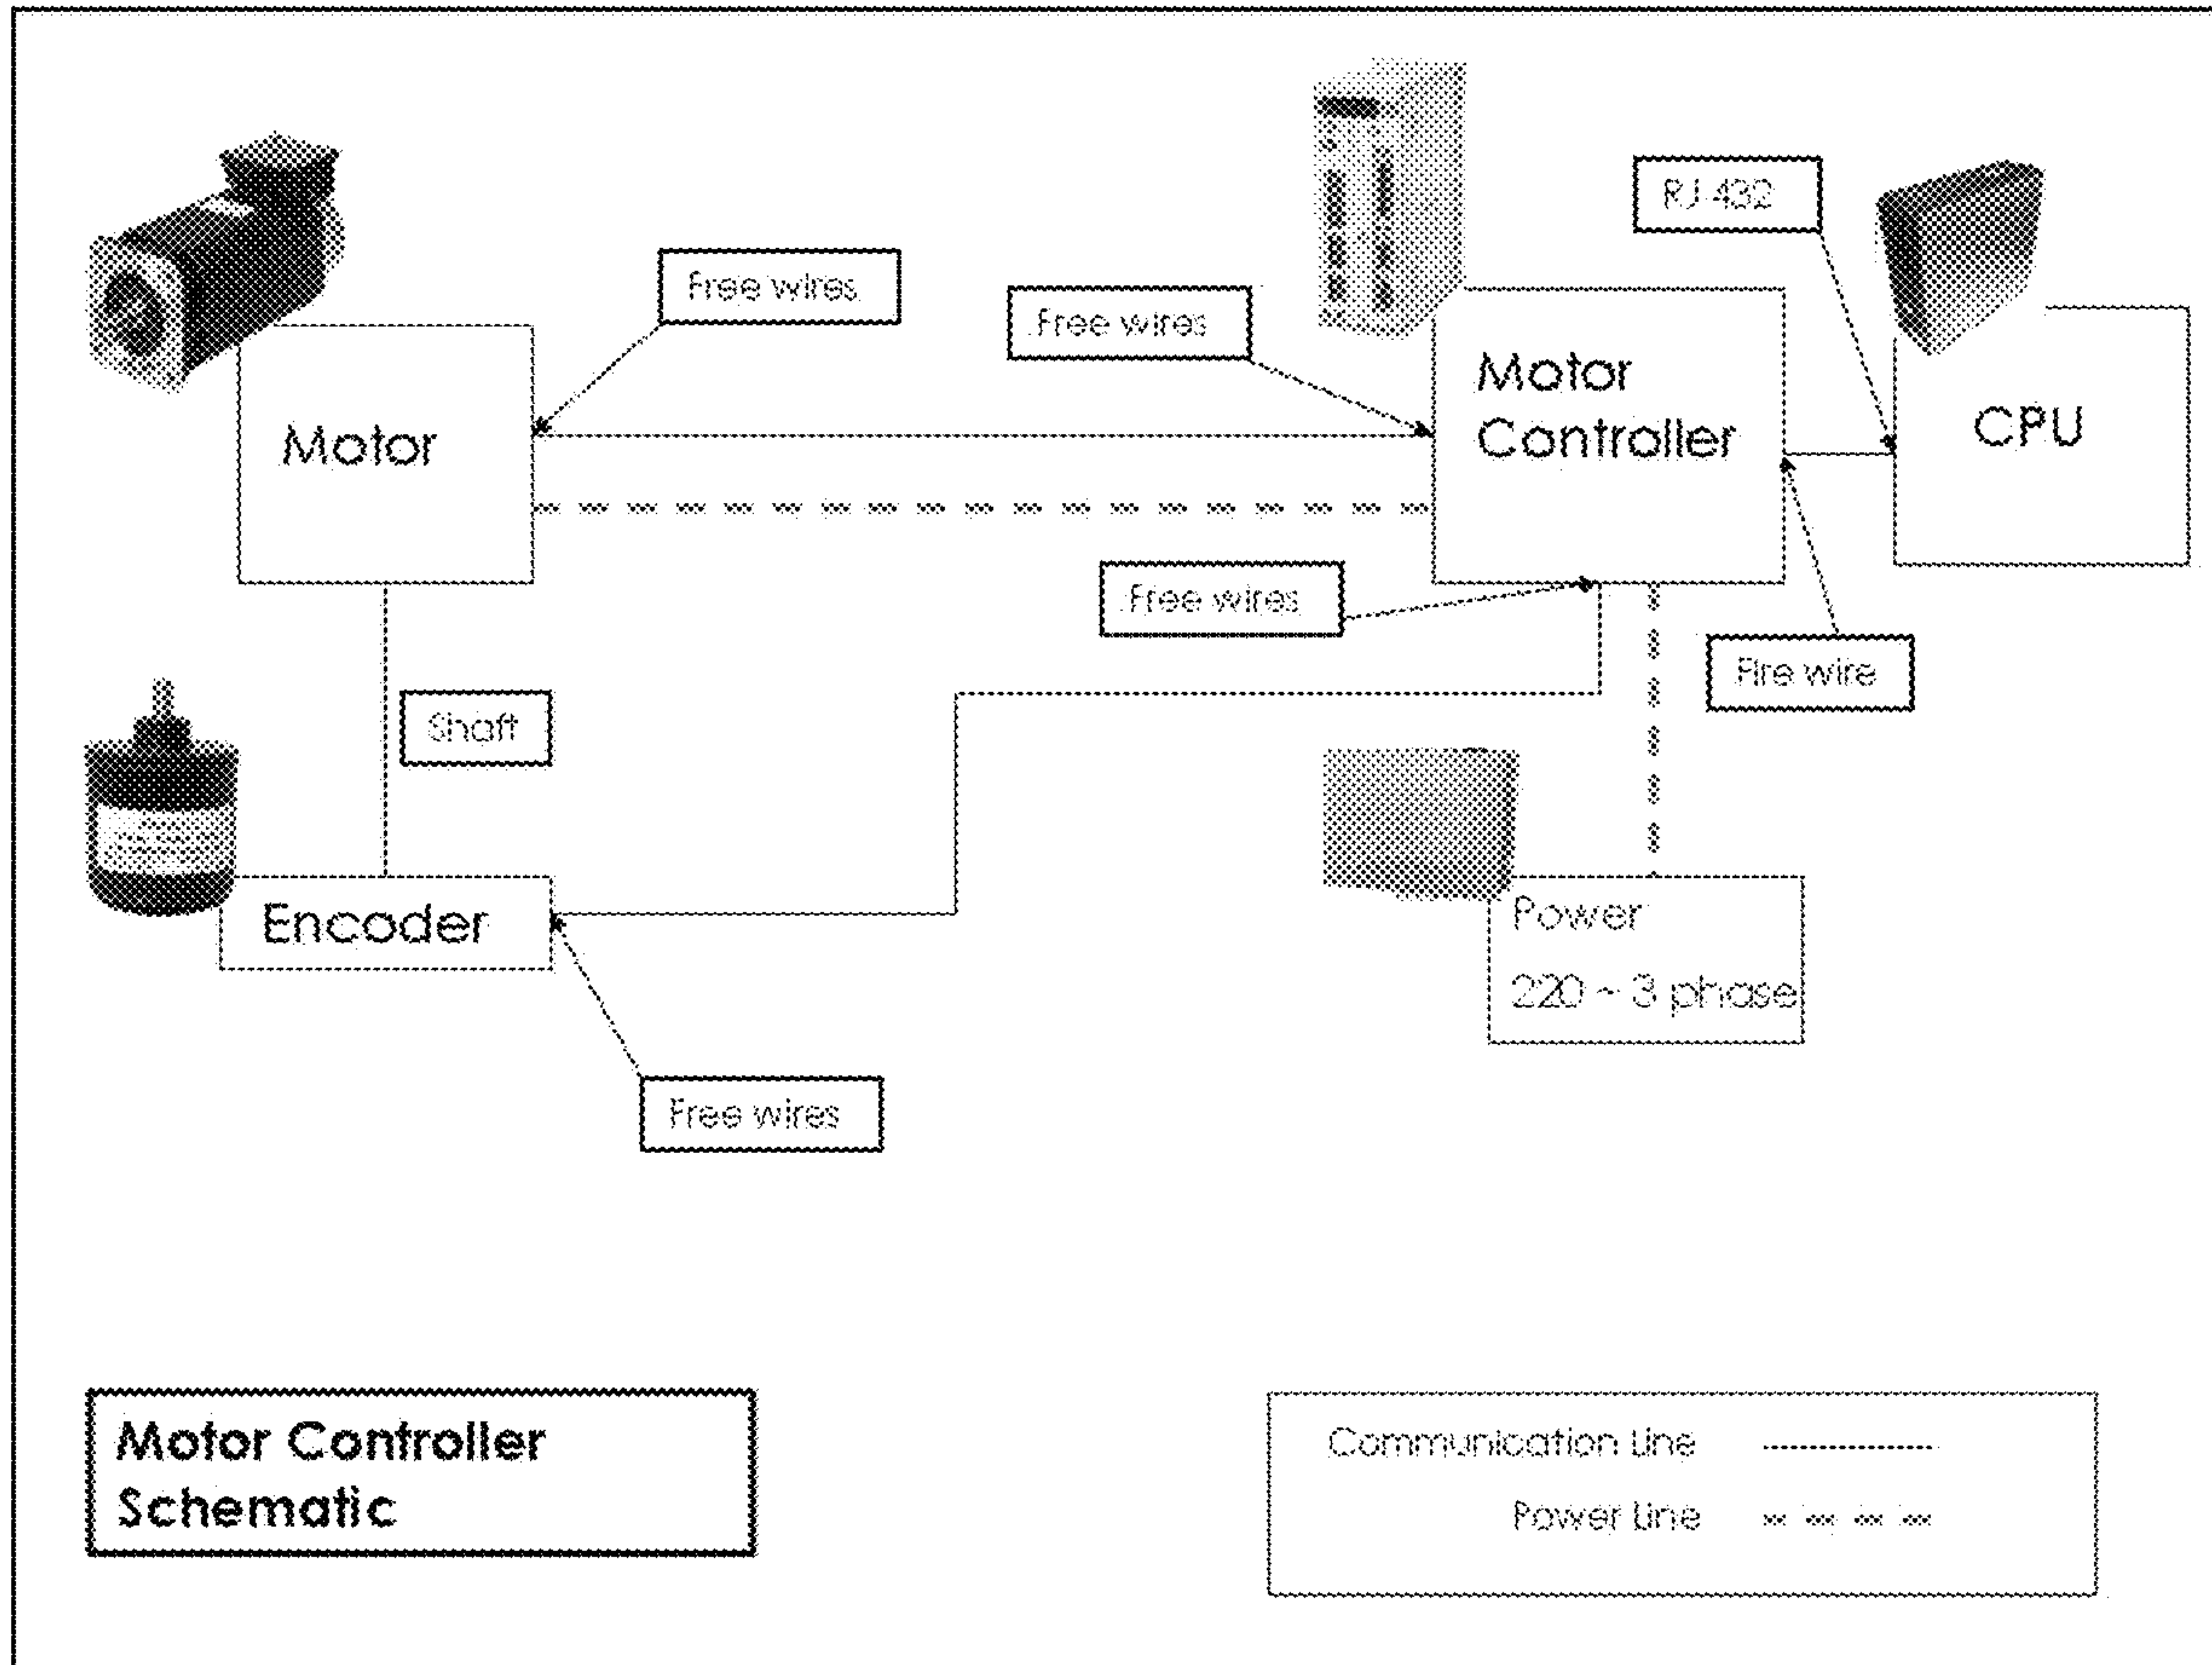 RJ-432
Free wires
Free wires
Motor
Controller
CPU
Motor
Free wires
Fire wire
Shaft
Encoder
Power
220 ~ 3 phase
Free wires
Motor Controller
Schematic
Communication Line
Power Line